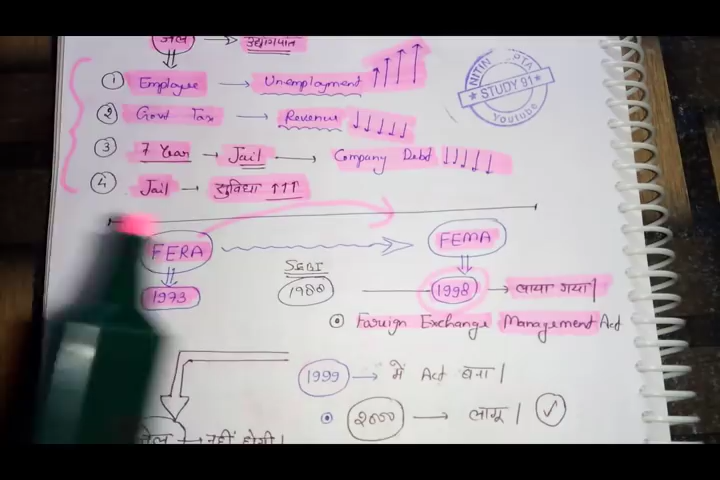 जेल → उद्योगपति
① Employee → Unemployment ↑↑↑↑
② Govt Tax → Revenue ↓↓↓↓↓
③ 7 Year → Jail → Company Debt ↓↓↓↓↓
④ Jail → सुविधा ↑↑↑
NITIN GUPTA
STUDY 91
Youtube
FERA → FEMA
SEBI
1973 1988 — 1998 → लाया गया|
Foreign Exchange Management Act
1999 → में Act बना|
2000 → लागू|
जेल → नहीं होगी|